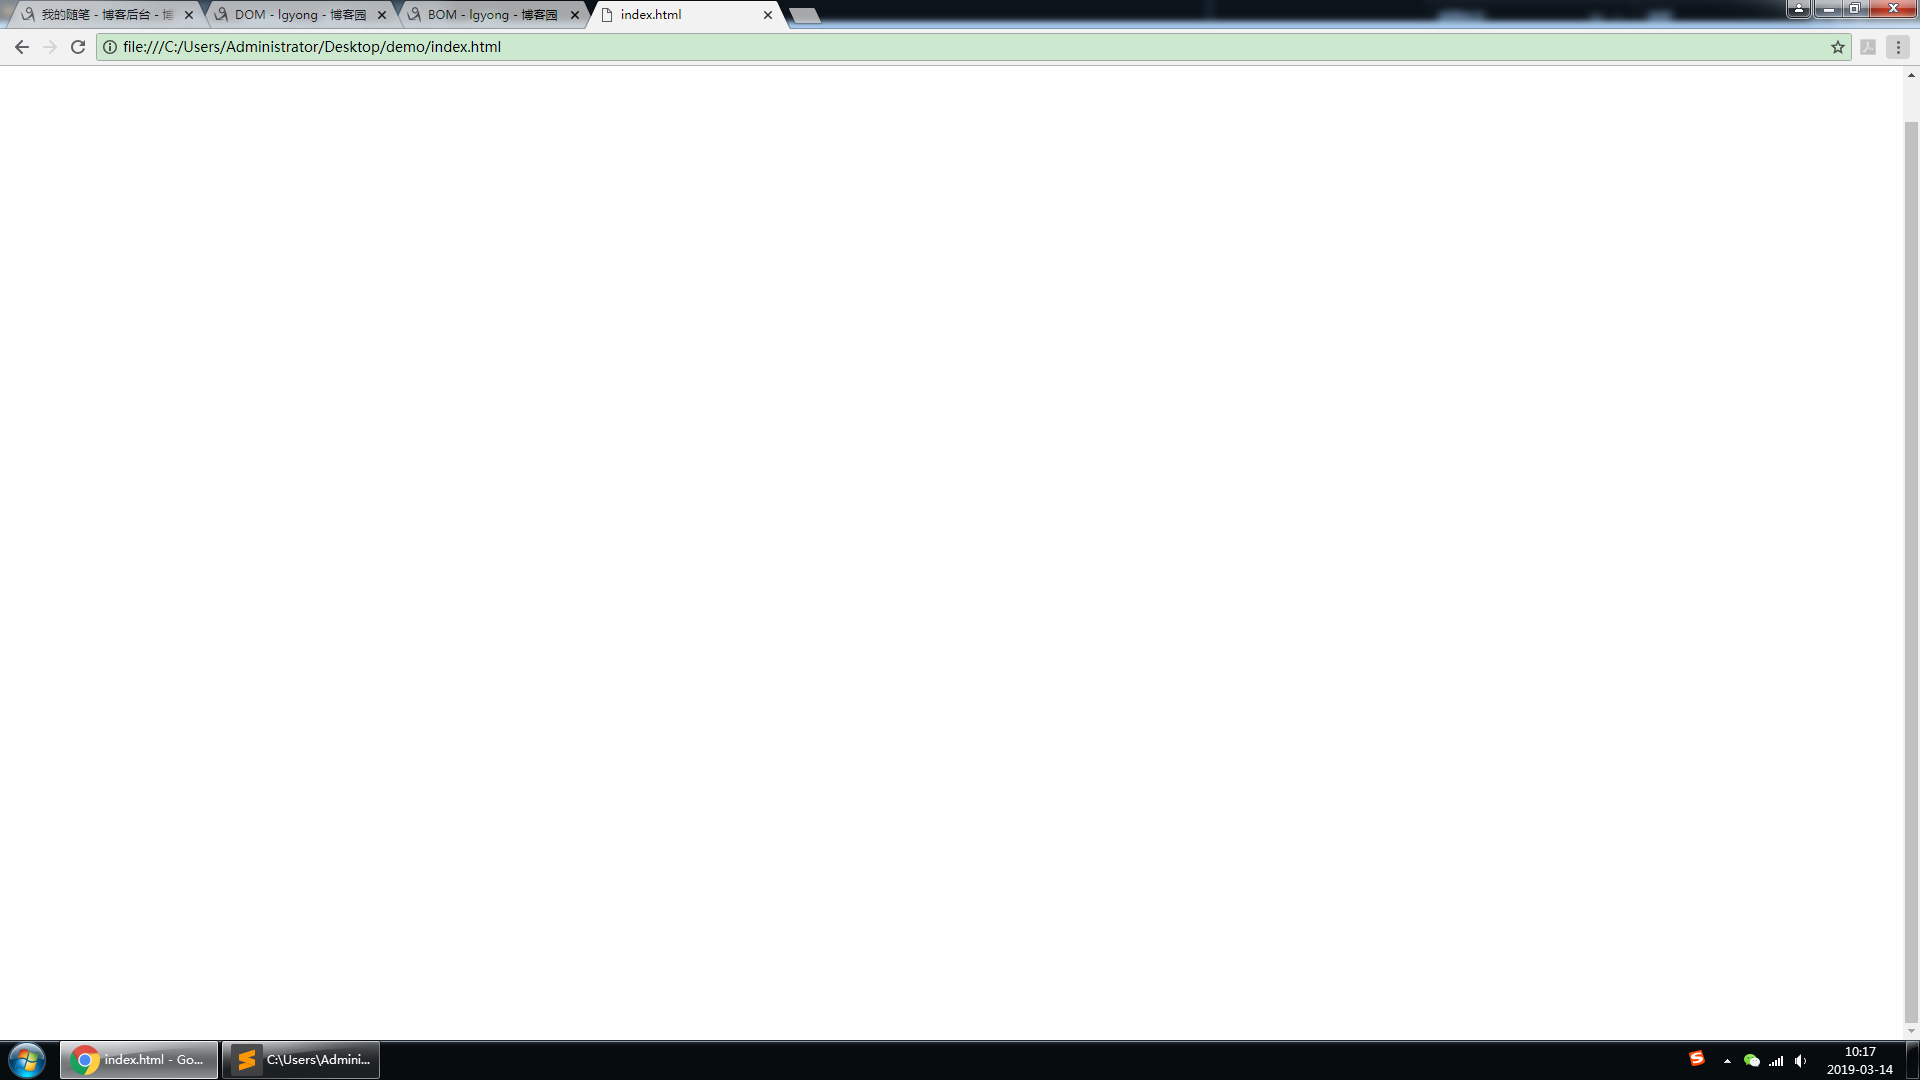 我的随笔 - 博客后台 - 博
DOM - lgyong - 博客园
BOM - lgyong - 博客园
index.html
file:///C:/Users/Administrator/Desktop/demo/index.html
index.html - Go...
C:\Users\Admini...
10:17
2019-03-14